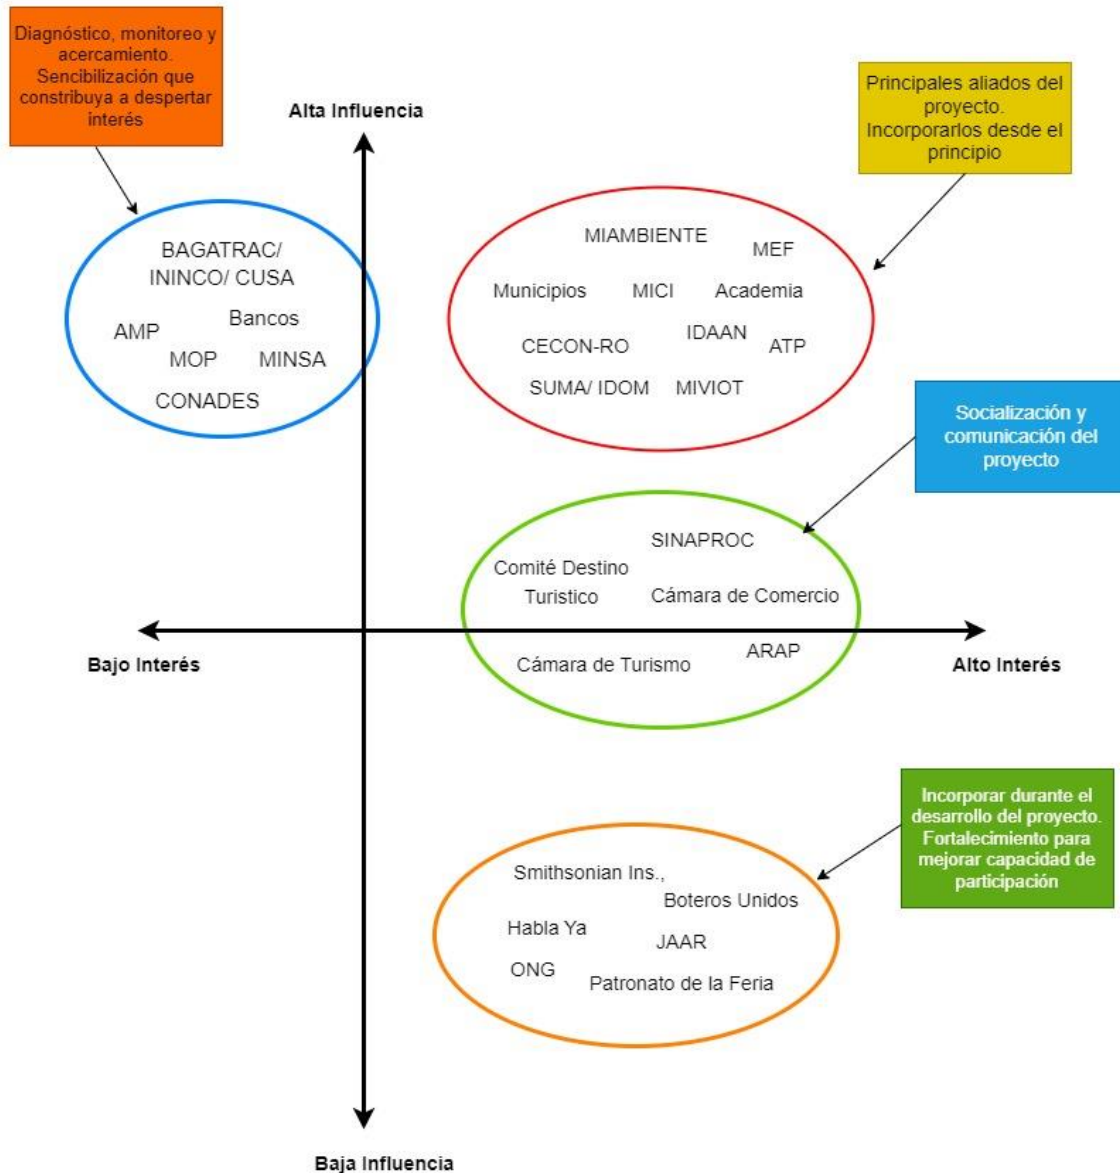 Diagnóstico, monitoreo y
acercamiento.
Sencibilización que
constribuya a despertar
interés
Alta Influencia
Principales aliados del
proyecto.
Incorporarlos desde el
principio
BAGATRAC/
ININCO/ CUSA
AMP
Bancos
MOP
MINSA
CONADES
MIAMBIENTE
MEF
Municipios
MICI
Academia
CECON-RO
IDAAN
ATP
SUMA/ IDOM
MIVIOT
Socialización y
comunicación del
proyecto
SINAPROC
Comité Destino
Turistico
Cámara de Comercio
Bajo Interés
Cámara de Turismo
ARAP
Alto Interés
Incorporar durante el
desarrollo del proyecto.
Fortalecimiento para
mejorar capacidad de
participación
Smithsonian Ins.,
Boteros Unidos
Habla Ya
JAAR
ONG
Patronato de la Feria
Baja Influencia